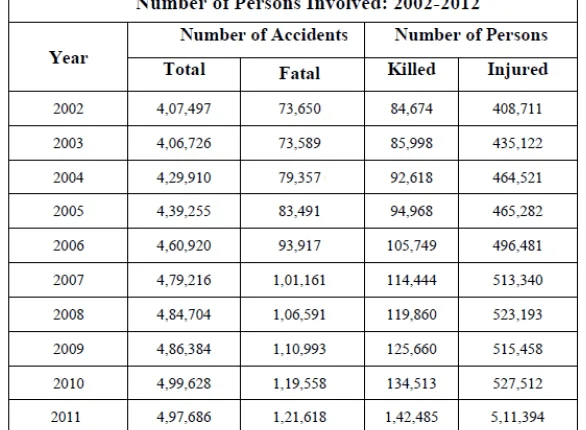 Number of Persons Involved: 2002-2012
Year Number of Accidents Number of Persons
Total Fatal Killed Injured
2002 4,07,497 73,650 84,674 408,711
2003 4,06,726 73,589 85,998 435,122
2004 4,29,910 79,357 92,618 464,521
2005 4,39,255 83,491 94,968 465,282
2006 4,60,920 93,917 105,749 496,481
2007 4,79,216 1,01,161 114,444 513,340
2008 4,84,704 1,06,591 119,860 523,193
2009 4,86,384 1,10,993 125,660 515,458
2010 4,99,628 1,19,558 134,513 527,512
2011 4,97,686 1,21,618 1,42,485 5,11,394